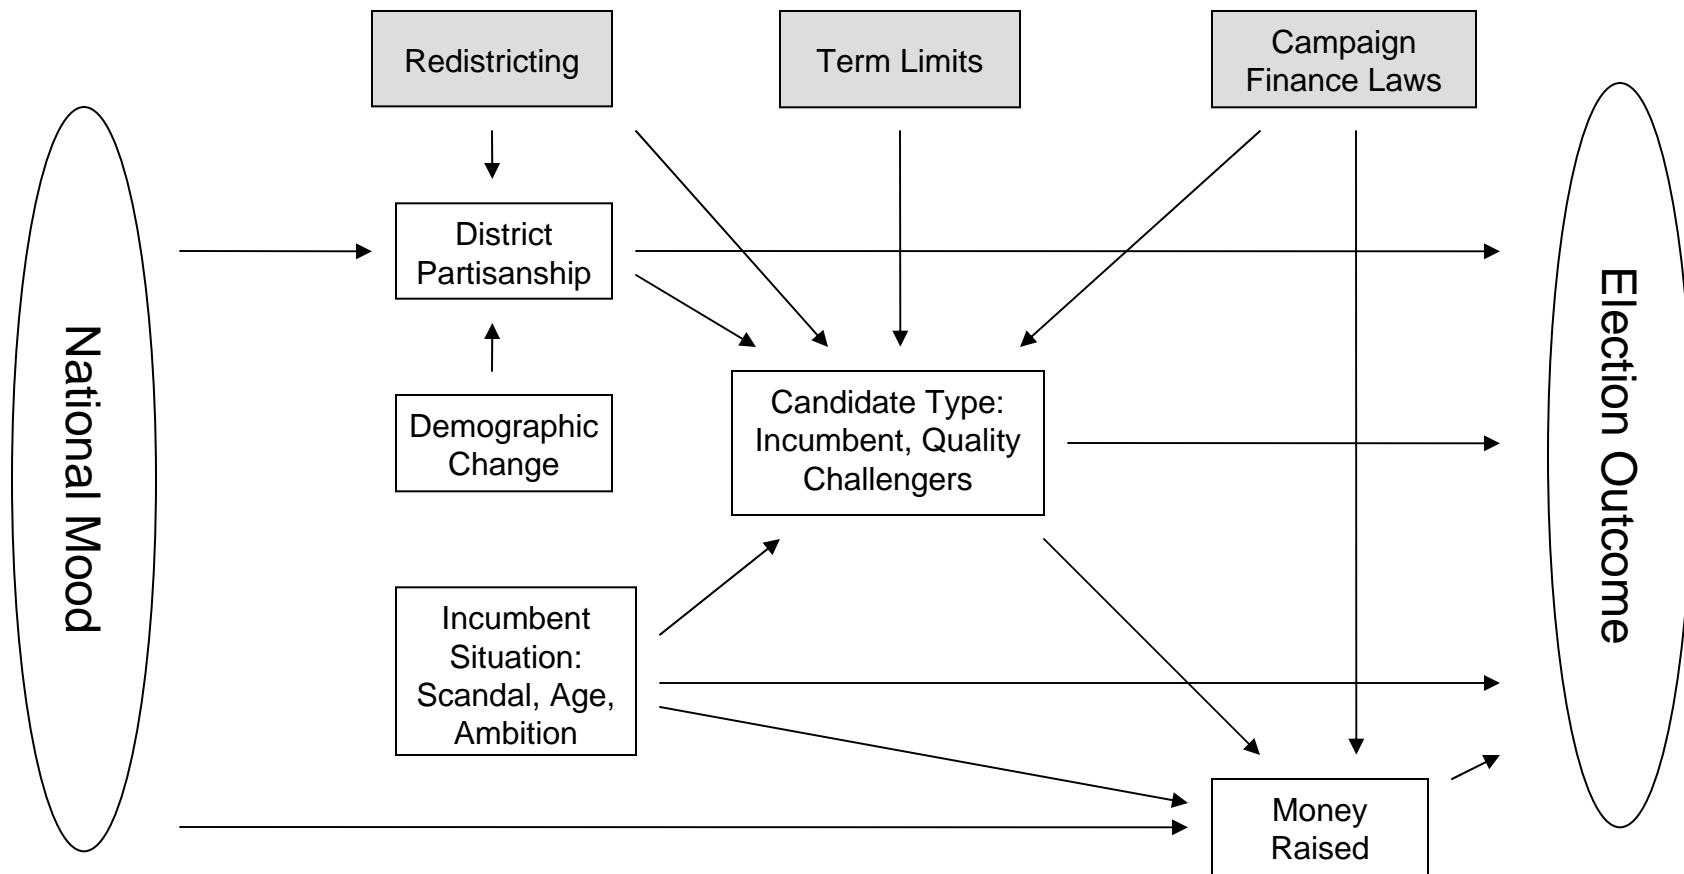 Redistricting
Term Limits
Campaign
Finance Laws
National Mood
District
Partisanship
Demographic
Change
Candidate Type:
Incumbent, Quality
Challengers
Incumbent
Situation:
Scandal, Age,
Ambition
Money
Raised
Election Outcome